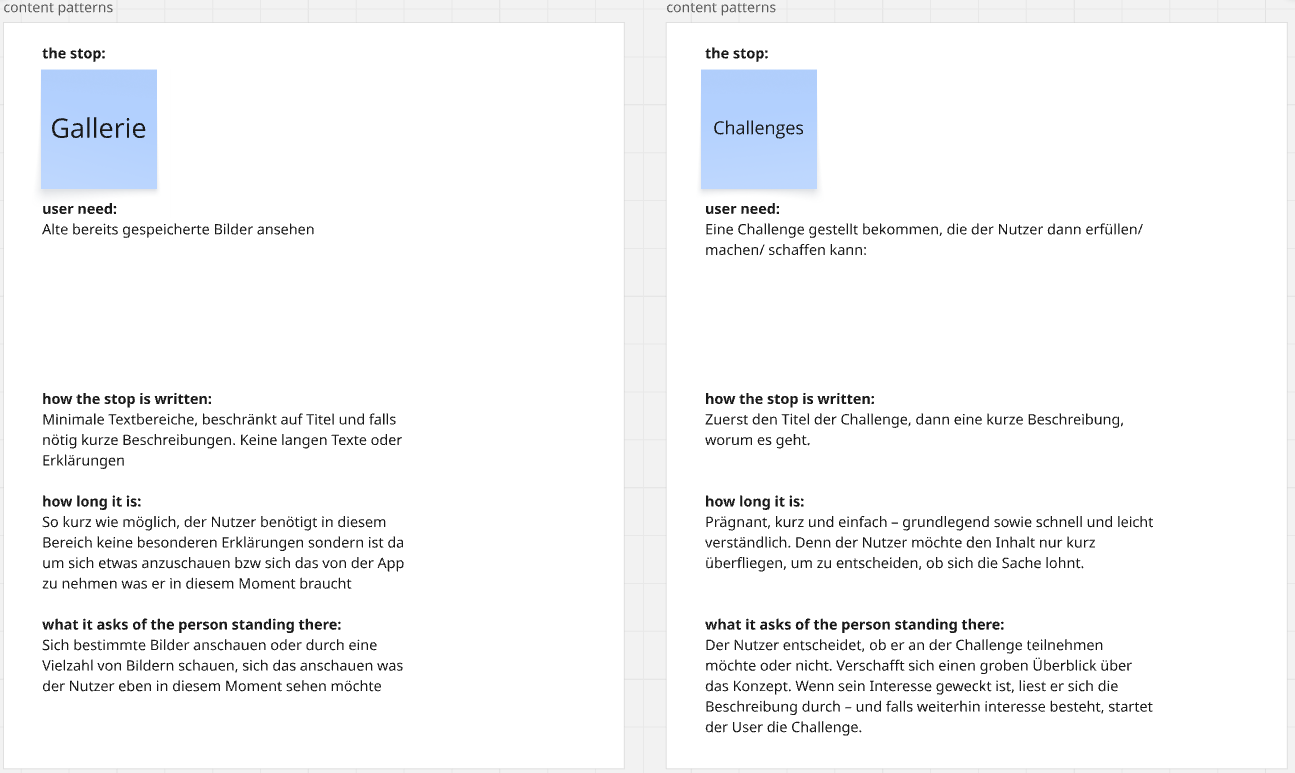 content patterns
the stop:
Gallerie
user need:
Alte bereits gespeicherte Bilder ansehen
how the stop is written:
Minimale Textbereiche, beschränkt auf Titel und falls
nötig kurze Beschreibungen. Keine langen Texte oder
Erklärungen
how long it is:
So kurz wie möglich, der Nutzer benötigt in diesem
Bereich keine besonderen Erklärungen sondern ist da
um sich etwas anzuschauen bzw sich das von der App
zu nehmen was er in diesem Moment braucht
what it asks of the person standing there:
Sich bestimmte Bilder anschauen oder durch eine
Vielzahl von Bildern schauen, sich das anschauen was
der Nutzer eben in diesem Moment sehen möchte
content patterns
the stop:
Challenges
user need:
Eine Challenge gestellt bekommen, die der Nutzer dann erfüllen/
machen/ schaffen kann:
how the stop is written:
Zuerst den Titel der Challenge, dann eine kurze Beschreibung,
worum es geht.
how long it is:
Prägnant, kurz und einfach – grundlegend sowie schnell und leicht
verständlich. Denn der Nutzer möchte den Inhalt nur kurz
überfliegen, um zu entscheiden, ob sich die Sache lohnt.
what it asks of the person standing there:
Der Nutzer entscheidet, ob er an der Challenge teilnehmen
möchte oder nicht. Verschafft sich einen groben Überblick über
das Konzept. Wenn sein Interesse geweckt ist, liest er sich die
Beschreibung durch – und falls weiterhin interesse besteht, startet
der User die Challenge.